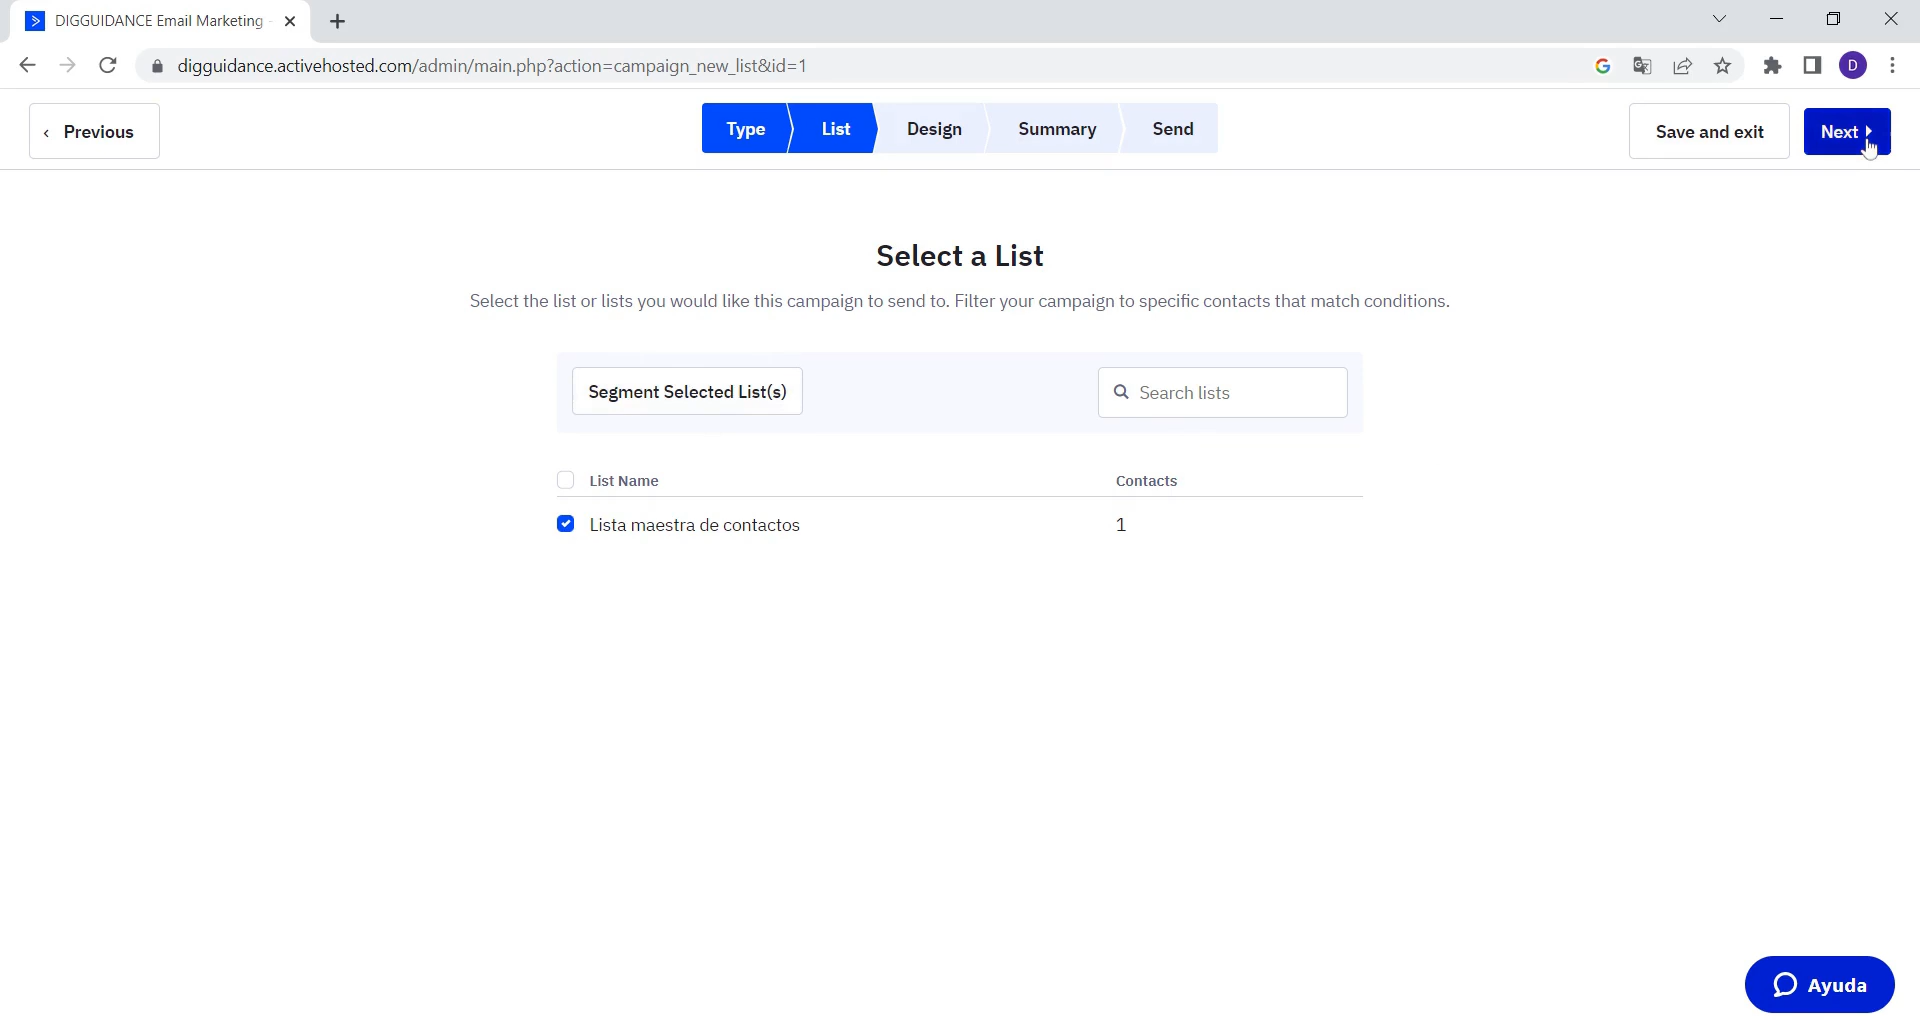 DIGGUIDANCE Email Marketing -
digguidance.activehosted.com/admin/main.php?action=campaign_new_list&id=1
D
Previous
Type
List
Design
Summary
Send
Save and exit
Next
Select a List
Select the list or lists you would like this campaign to send to. Filter your campaign to specific contacts that match conditions.
Segment Selected List(s)
Search lists
List Name
Contacts
Lista maestra de contactos
1
Ayuda